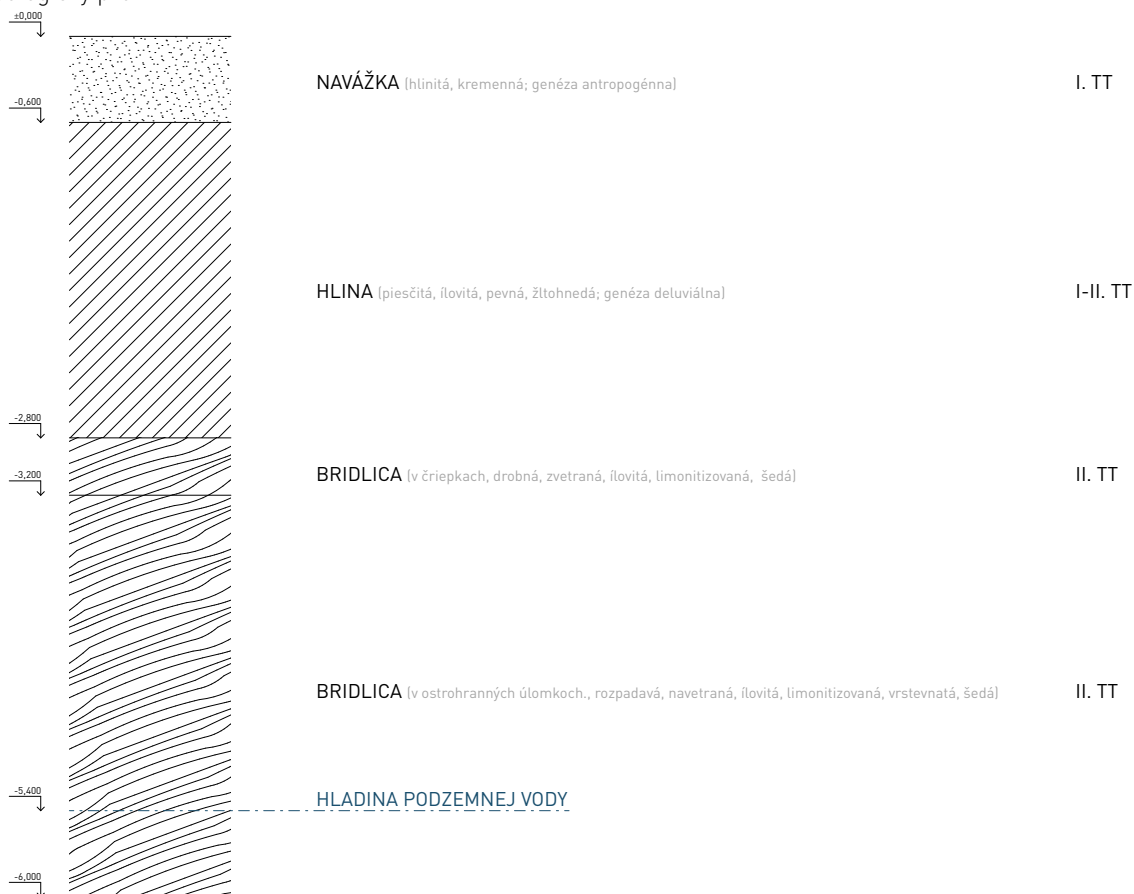 ±0,000
NAVÁŽKA (hlinitá, kremenná; genéza antropogénna) I. TT
-0,600
HLINA (piesčitá, ílovitá, pevná, žltohnedá; genéza deluviálna) I-II. TT
-2,800
BRIDLICA (v čriepkach, drobná, zvetraná, ílovitá, limonitizovaná, šedá) II. TT
-3,200
BRIDLICA (v ostrohranných úlomkoch., rozpadavá, navetraná, ílovitá, limonitizovaná, vrstevnatá, šedá) II. TT
-5,400
HLADINA PODZEMNEJ VODY
-6,000